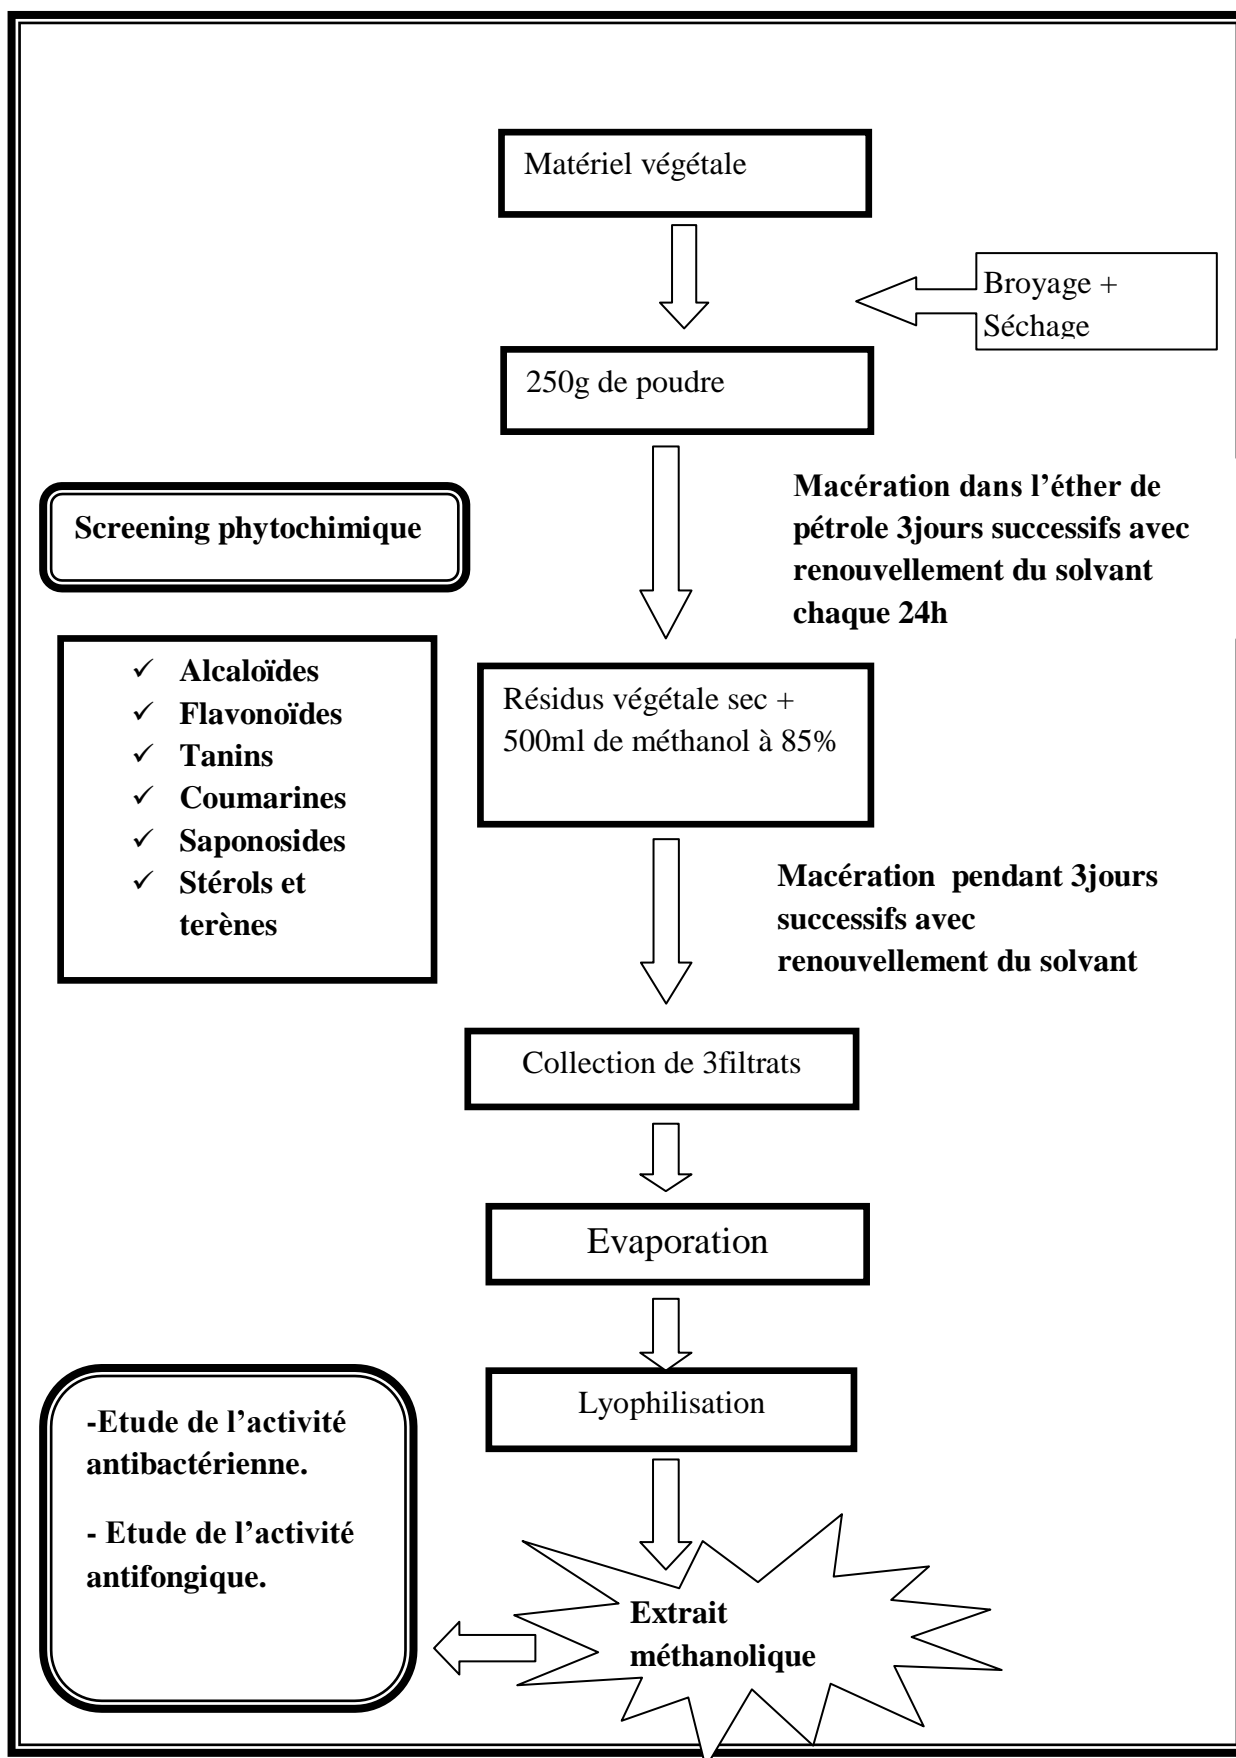 Matériel végétale
Broyage +
Séchage
250g de poudre
Macération dans l’éther de
pétrole 3jours successifs avec
renouvellement du solvant
chaque 24h
Screening phytochimique
✓ Alcaloïdes
✓ Flavonoïdes
✓ Tanins
✓ Coumarines
✓ Saponosides
✓ Stérols et
terènes
Résidus végétale sec +
500ml de méthanol à 85%
Macération  pendant 3jours
successifs avec
renouvellement du solvant
Collection de 3filtrats
Evaporation
Lyophilisation
-Etude de l’activité
antibactérienne.
- Etude de l’activité
antifongique.
Extrait
méthanolique